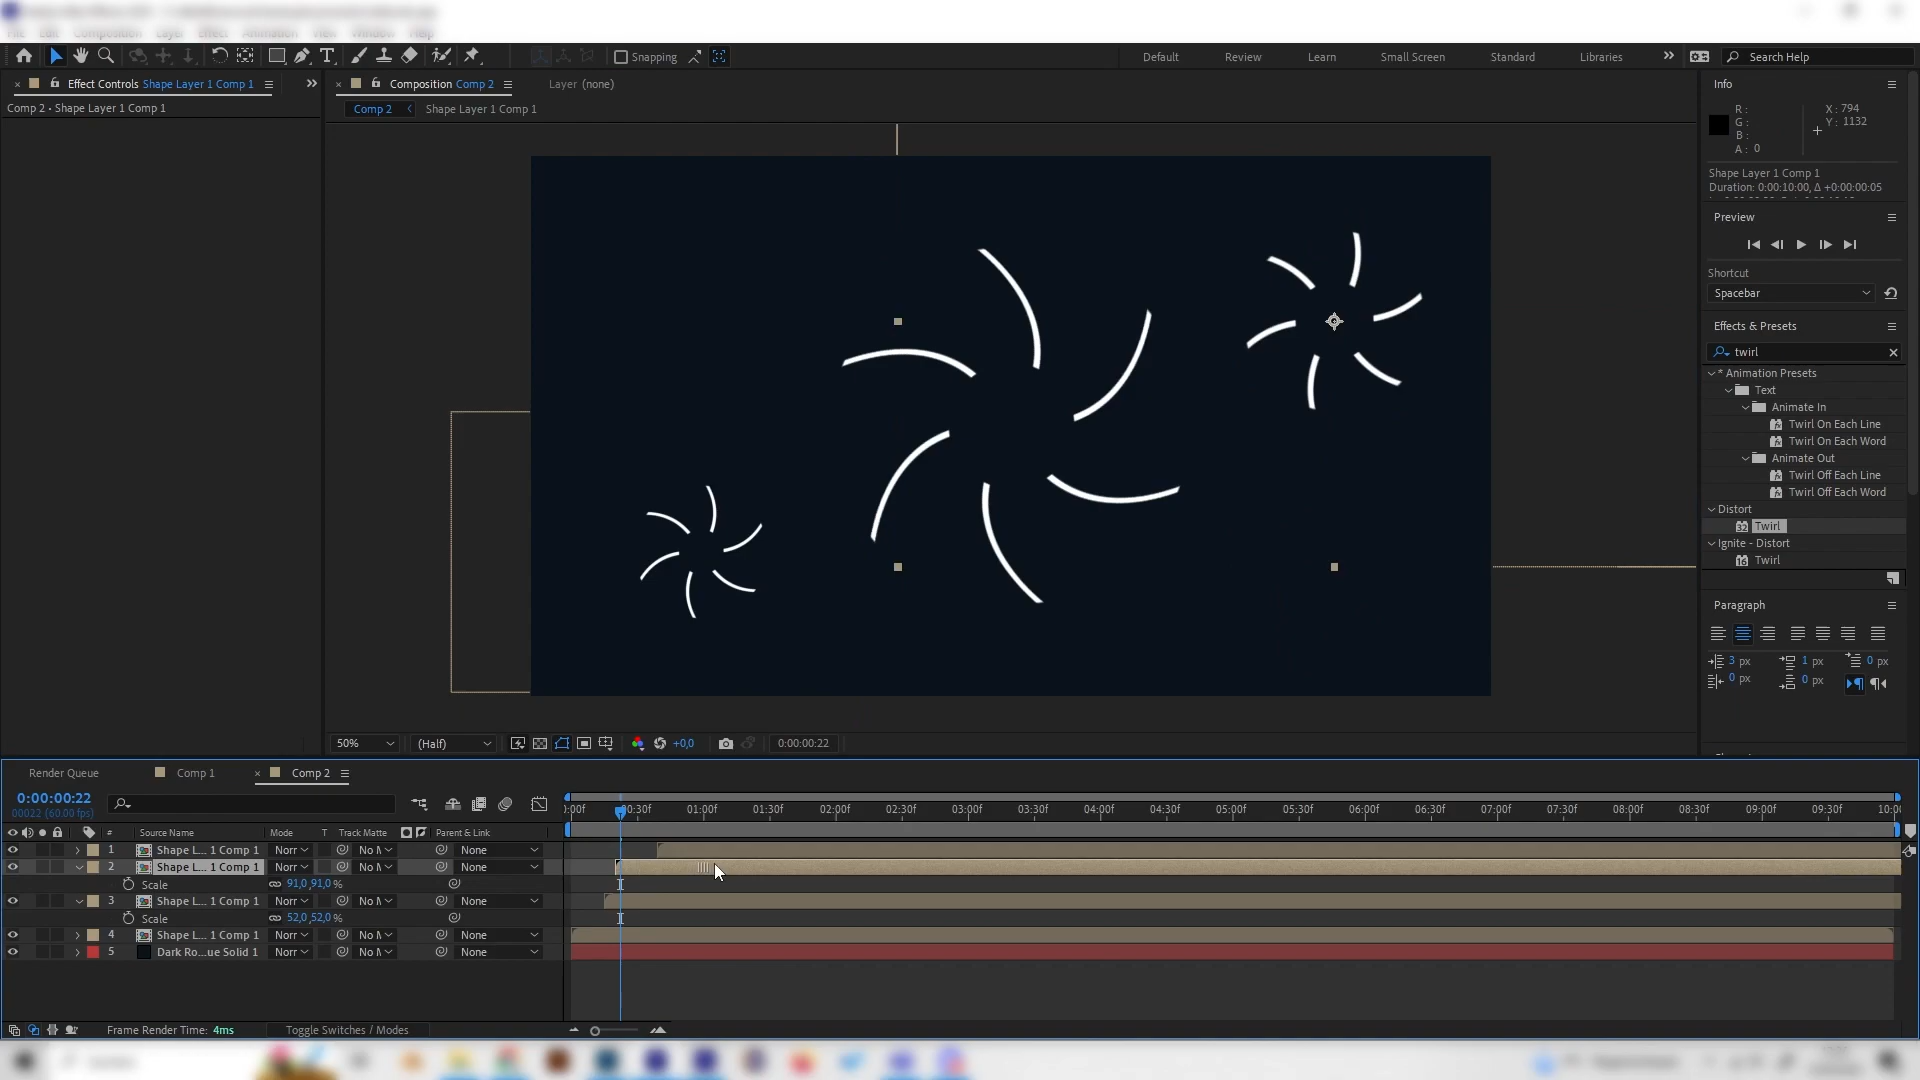 Snapping
Default
Review
Learn
Small Screen
Standard
Libraries
Search Help
Effect Controls Shape Layer 1 Comp 1
Composition Comp 2
Layer (none)
Comp 2 • Shape Layer 1 Comp 1
Comp 2
Shape Layer 1 Comp 1
Info
R :
G :
B :
A : 0
X : 794
Y : 1132
Shape Layer 1 Comp 1
Duration: 0:00:10:00, Δ +0:00:00:05
Preview
Shortcut
Spacebar
Effects & Presets
twirl
* Animation Presets
Text
Animate In
Twirl On Each Line
Twirl On Each Word
Animate Out
Twirl Off Each Line
Twirl Off Each Word
Distort
32 Twirl
Ignite - Distort
16 Twirl
Paragraph
3 px
1 px
0 px
0 px
0 px
50%
(Half)
+0,0
0:00:00:22
Render Queue
Comp 1
Comp 2
0:00:00:22
00022 (60.00 fps)
:00f 00:30f 01:00f 01:30f 02:00f 02:30f 03:00f 03:30f 04:00f 04:30f 05:00f 05:30f 06:00f 06:30f 07:00f 07:30f 08:00f 08:30f 09:00f 09:30f 10:00
# Source Name Mode T Track Matte Parent & Link
1 Shape L... 1 Comp 1 Norr No M None
2 Shape L... 1 Comp 1 Norr No M None
Scale 91,0,91,0 %
3 Shape L... 1 Comp 1 Norr No M None
Scale 52,0,52,0 %
4 Shape L... 1 Comp 1 Norr No M None
5 Dark Ro...ue Solid 1 Norr No M None
Frame Render Time: 4ms
Toggle Switches / Modes